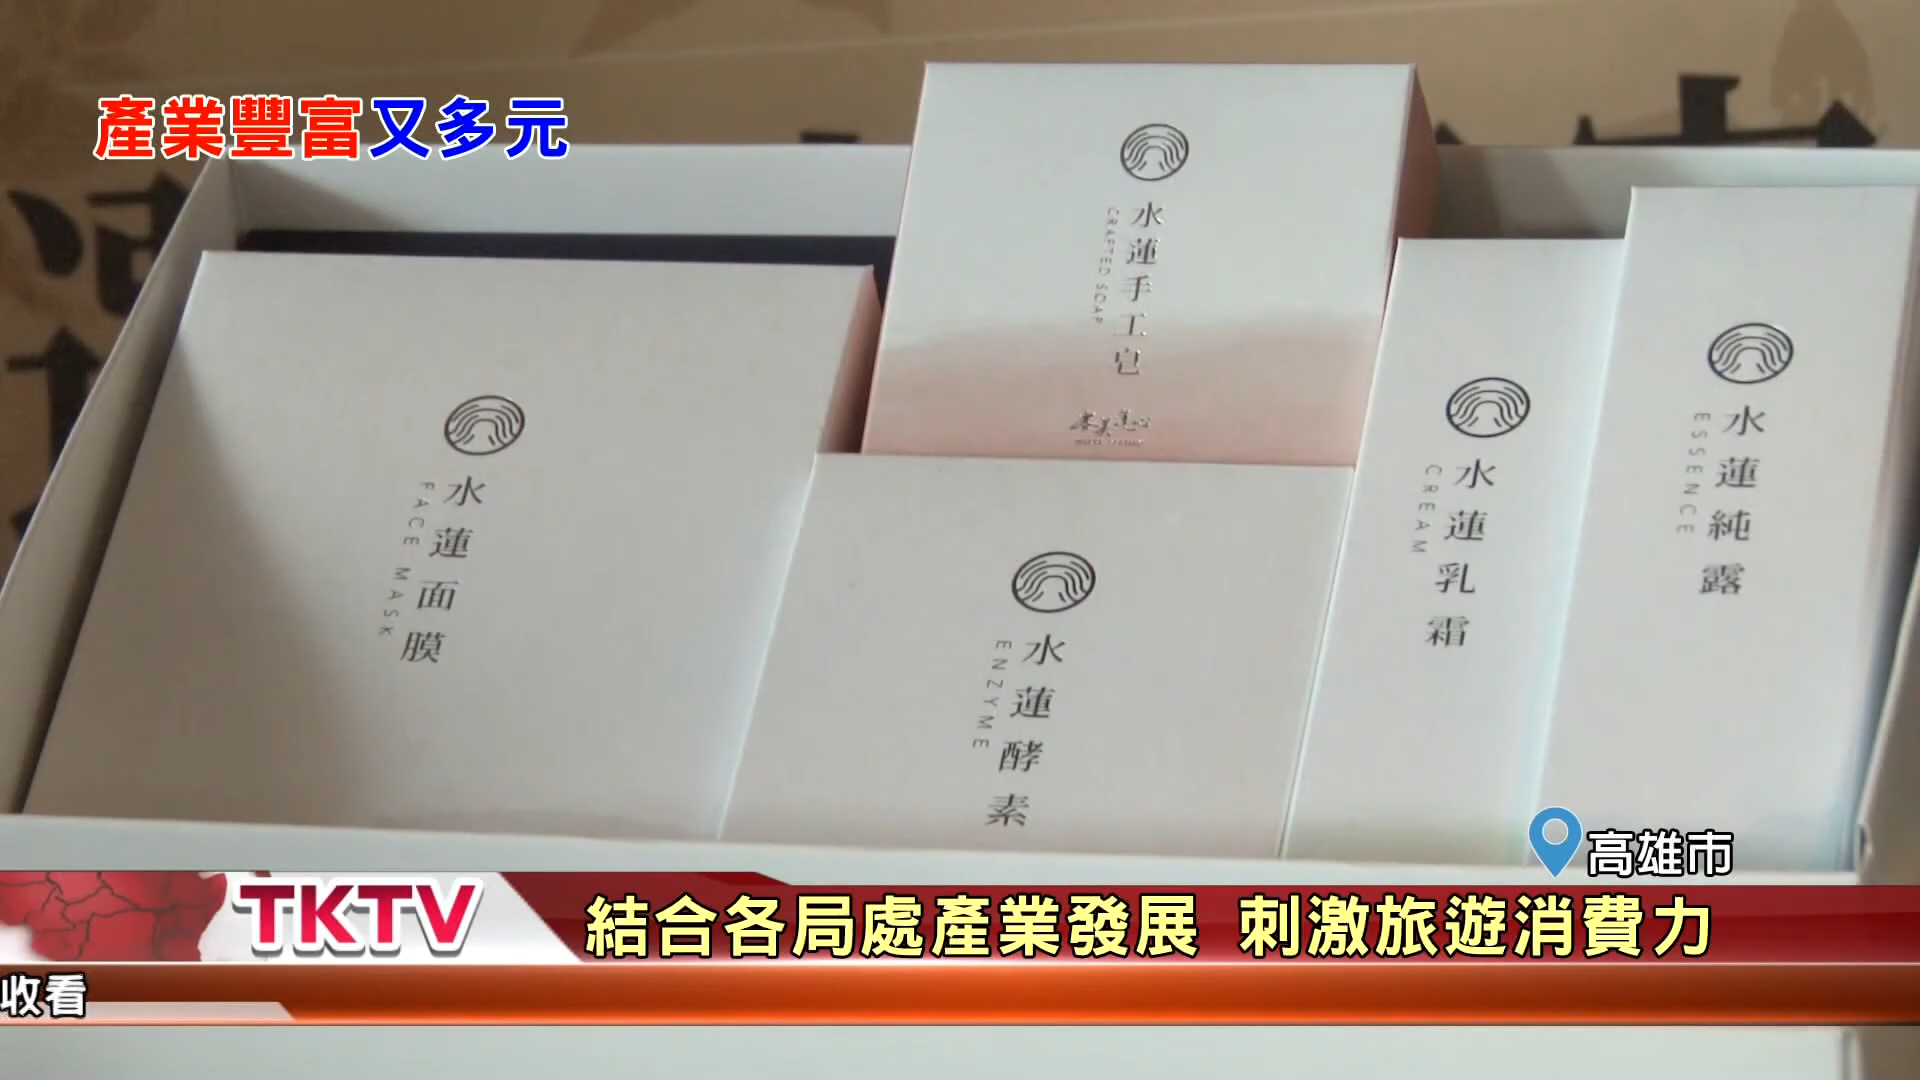 產業豐富又多元
水蓮手工皂
CRAFTED SOAP
水蓮面膜
FACE MASK
水蓮酵素
ENZYME
水蓮乳霜
CREAM
水蓮純露
ESSENCE
高雄市
TKTV
結合各局處產業發展 刺激旅遊消費力
收看